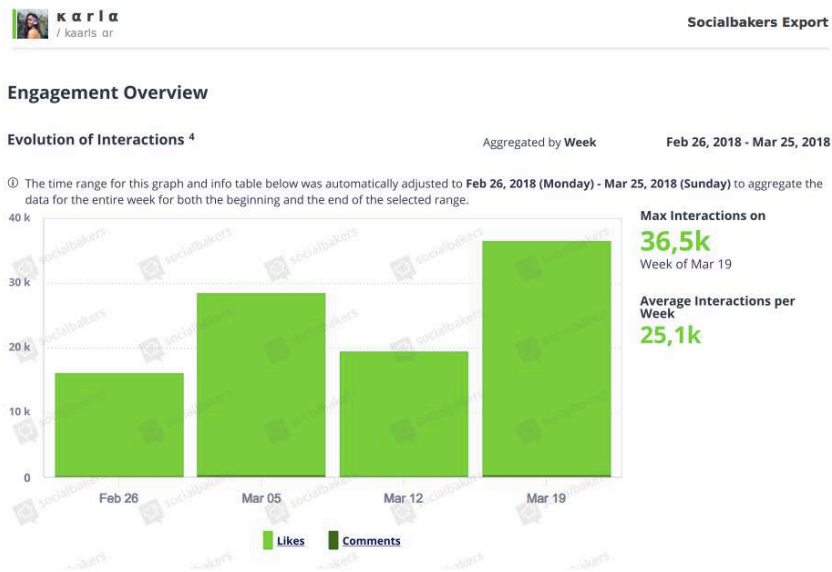 κ α r l α
/ kaarls_αr
Socialbakers Export
Engagement Overview
Evolution of Interactions 4
Aggregated by Week
Feb 26, 2018 - Mar 25, 2018
The time range for this graph and info table below was automatically adjusted to Feb 26, 2018 (Monday) - Mar 25, 2018 (Sunday) to aggregate the
data for the entire week for both the beginning and the end of the selected range.
40 k
30 k
20 k
10 k
0
Feb 26
Mar 05
Mar 12
Mar 19
Likes
Comments
Max Interactions on
36,5k
Week of Mar 19
Average Interactions per
Week
25,1k
socialbakers